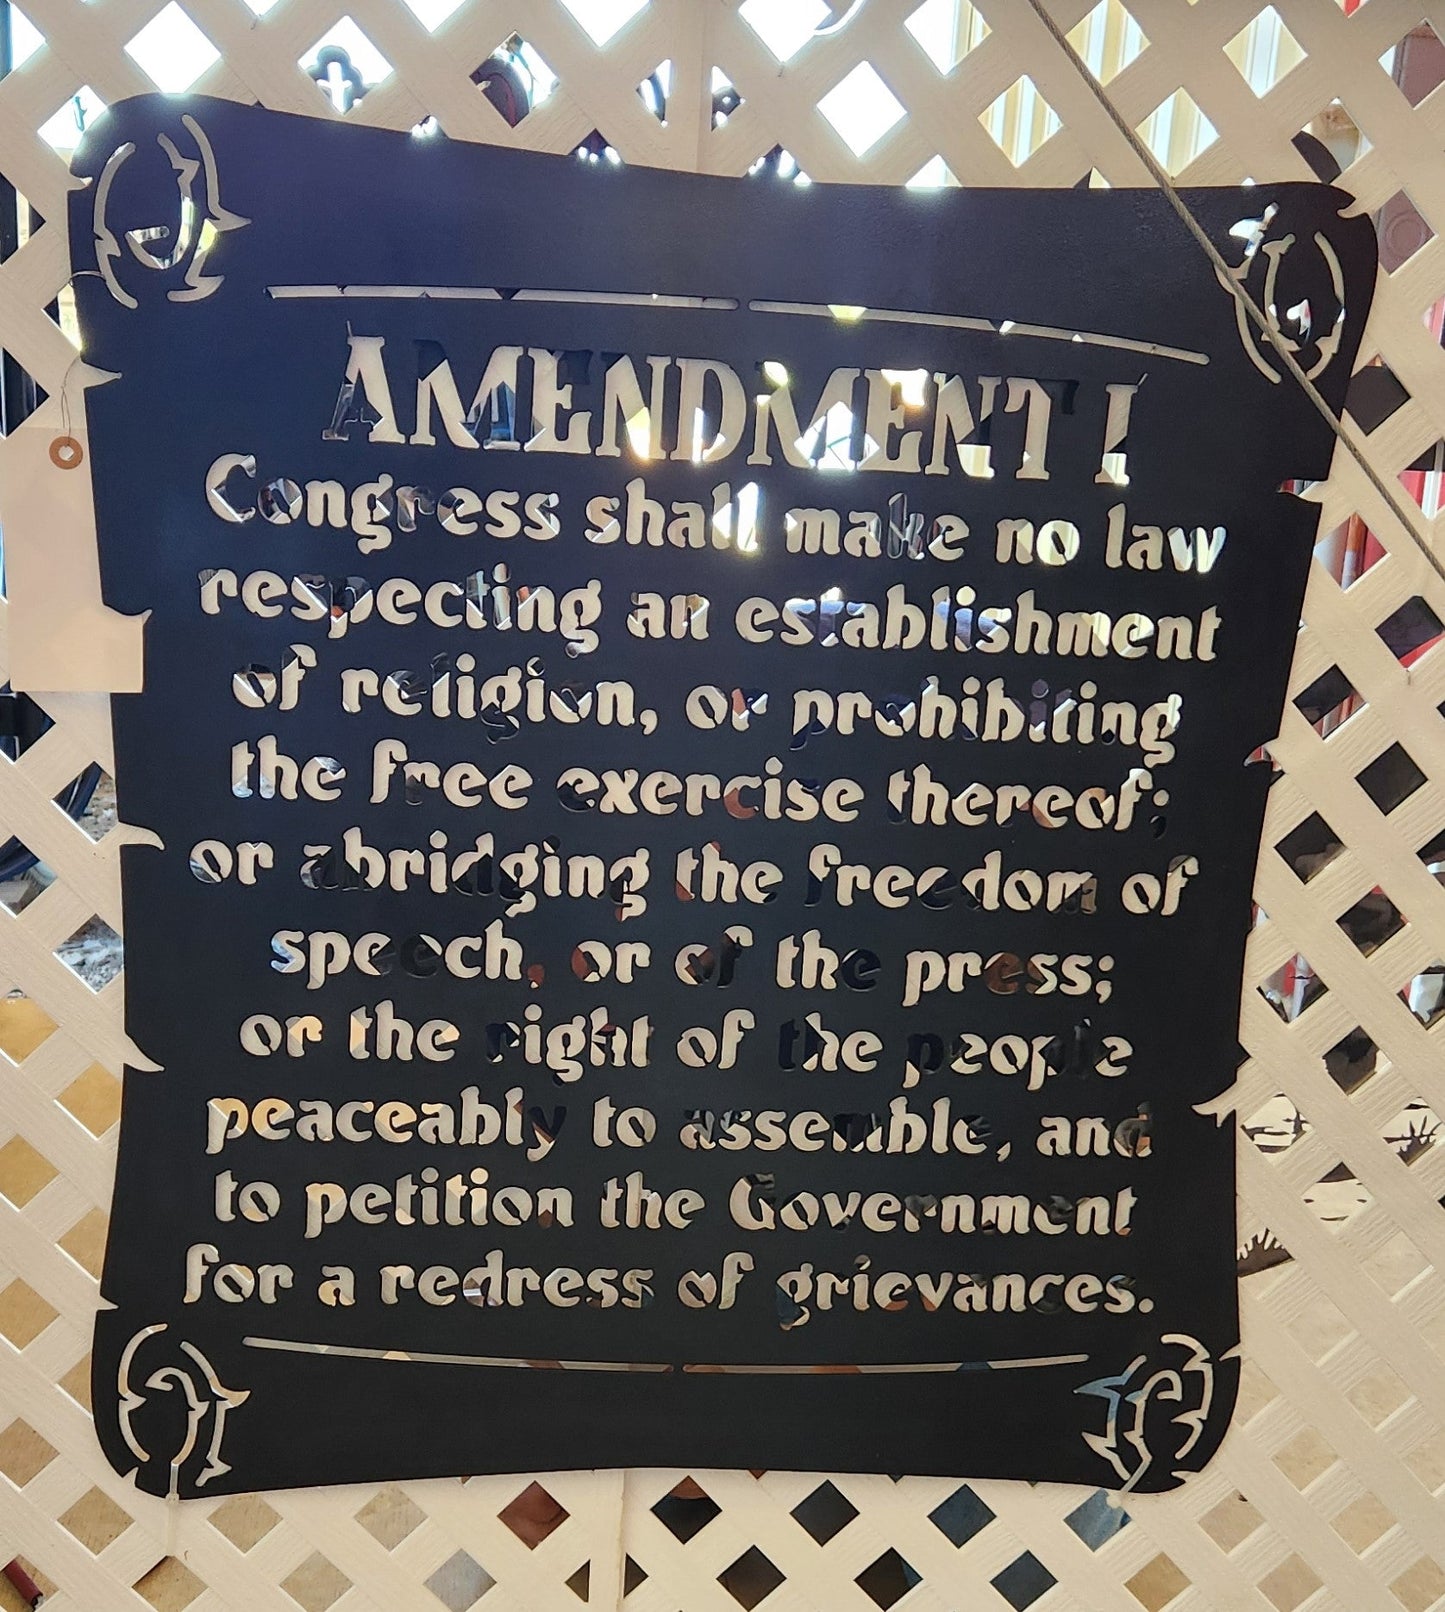 AMENDMENT I
Congress shall make no law
respecting an establishment
of religion, or prohibiting
the free exercise thereof;
or abridging the freedom of
speech, or of the press;
or the right of the people
peaceably to assemble, and
to petition the Government
for a redress of grievances.